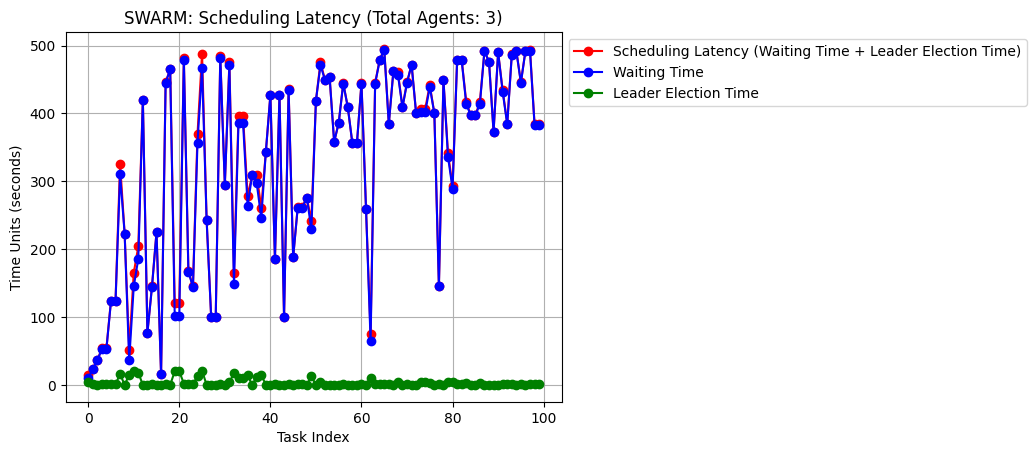 SWARM: Scheduling Latency (Total Agents: 3)
Scheduling Latency (Waiting Time + Leader Election Time)
Waiting Time
Leader Election Time
Time Units (seconds)
500
400
300
200
100
0
0 20 40 60 80 100
Task Index